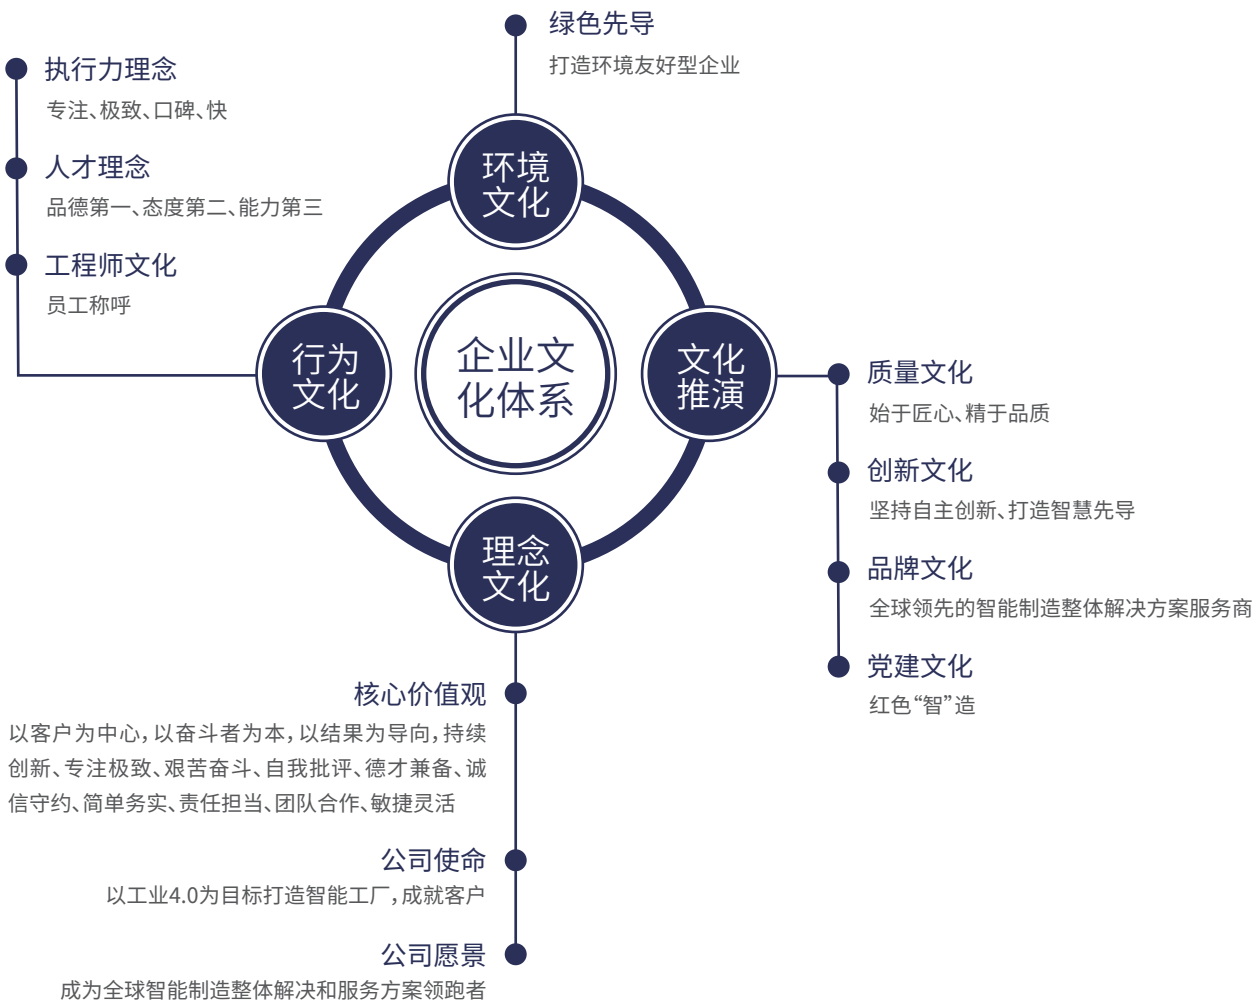 绿色先导
打造环境友好型企业
执行力理念
专注、极致、口碑、快
人才理念
品德第一、态度第二、能力第三
工程师文化
员工称呼
环境
文化
行为
文化
企业文
化体系
文化
推演
理念
文化
质量文化
始于匠心、精于品质
创新文化
坚持自主创新、打造智慧先导
品牌文化
全球领先的智能制造整体解决方案服务商
党建文化
红色“智”造
核心价值观
以客户为中心，以奋斗者为本，以结果为导向，持续
创新、专注极致、艰苦奋斗、自我批评、德才兼备、诚
信守约、简单务实、责任担当、团队合作、敏捷灵活
公司使命
以工业4.0为目标打造智能工厂，成就客户
公司愿景
成为全球智能制造整体解决和服务方案领跑者